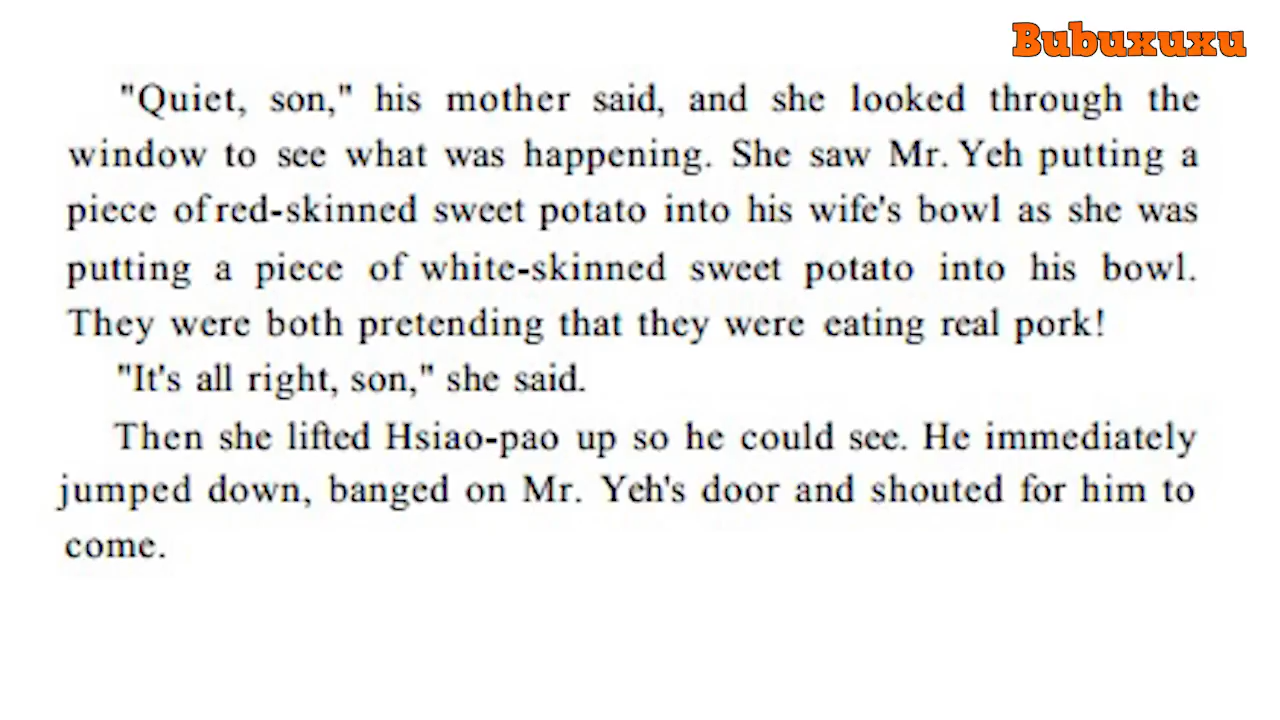 Bubuxuxu
"Quiet, son," his mother said, and she looked through the
window to see what was happening. She saw Mr. Yeh putting a
piece of red-skinned sweet potato into his wife's bowl as she was
putting a piece of white-skinned sweet potato into his bowl.
They were both pretending that they were eating real pork!
"It's all right, son," she said.
Then she lifted Hsiao-pao up so he could see. He immediately
jumped down, banged on Mr. Yeh's door and shouted for him to
come.